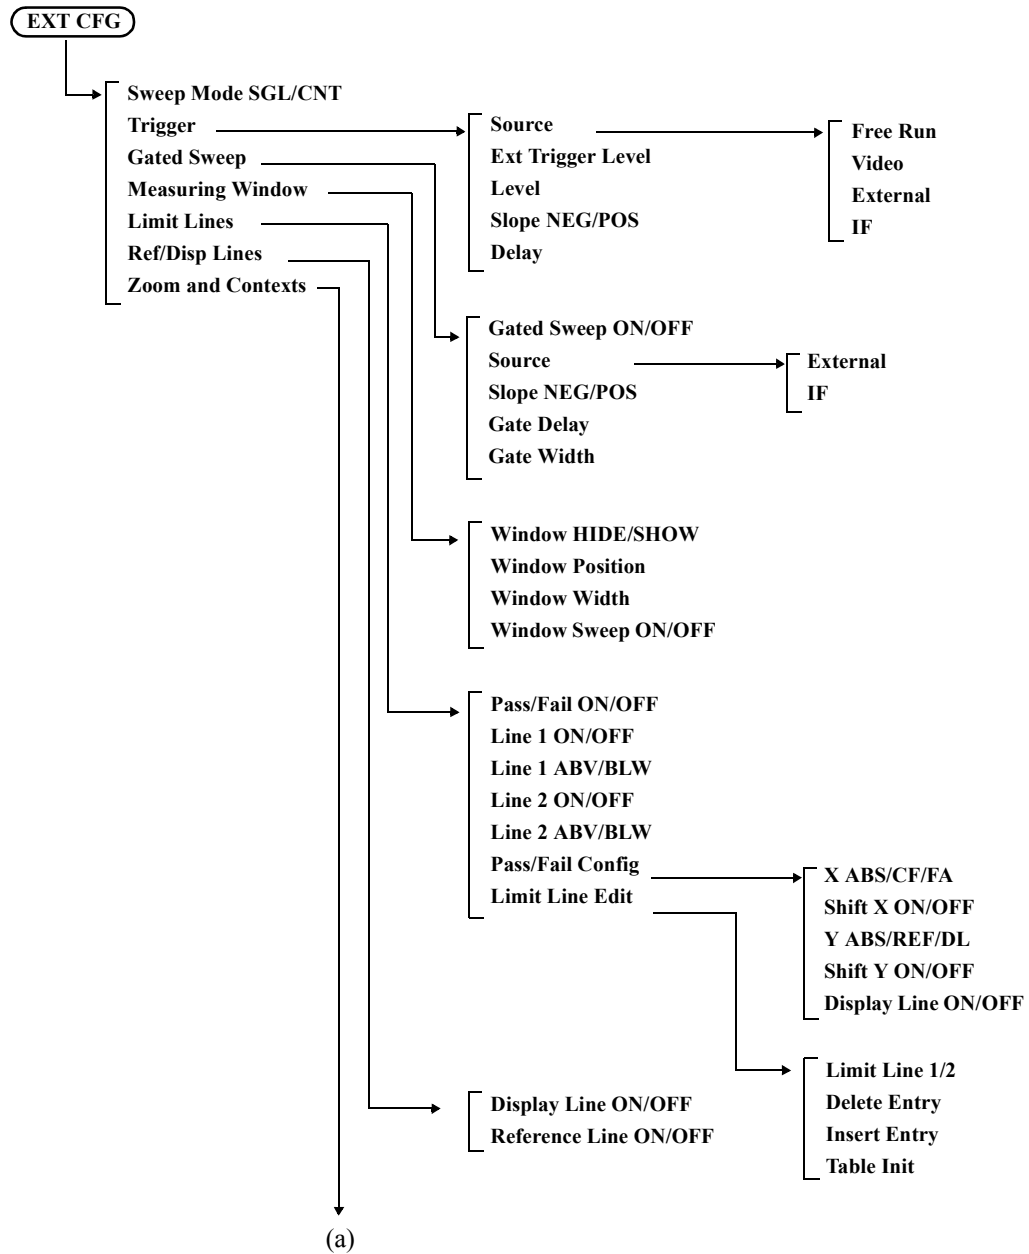 EXT CFG
Sweep Mode SGL/CNT
Trigger
Gated Sweep
Measuring Window
Limit Lines
Ref/Disp Lines
Zoom and Contexts
Source
Ext Trigger Level
Level
Slope NEG/POS
Delay
Free Run
Video
External
IF
Gated Sweep ON/OFF
Source
Slope NEG/POS
Gate Delay
Gate Width
External
IF
Window HIDE/SHOW
Window Position
Window Width
Window Sweep ON/OFF
Pass/Fail ON/OFF
Line 1 ON/OFF
Line 1 ABV/BLW
Line 2 ON/OFF
Line 2 ABV/BLW
Pass/Fail Config
Limit Line Edit
X ABS/CF/FA
Shift X ON/OFF
Y ABS/REF/DL
Shift Y ON/OFF
Display Line ON/OFF
Limit Line 1/2
Delete Entry
Insert Entry
Table Init
Display Line ON/OFF
Reference Line ON/OFF
(a)